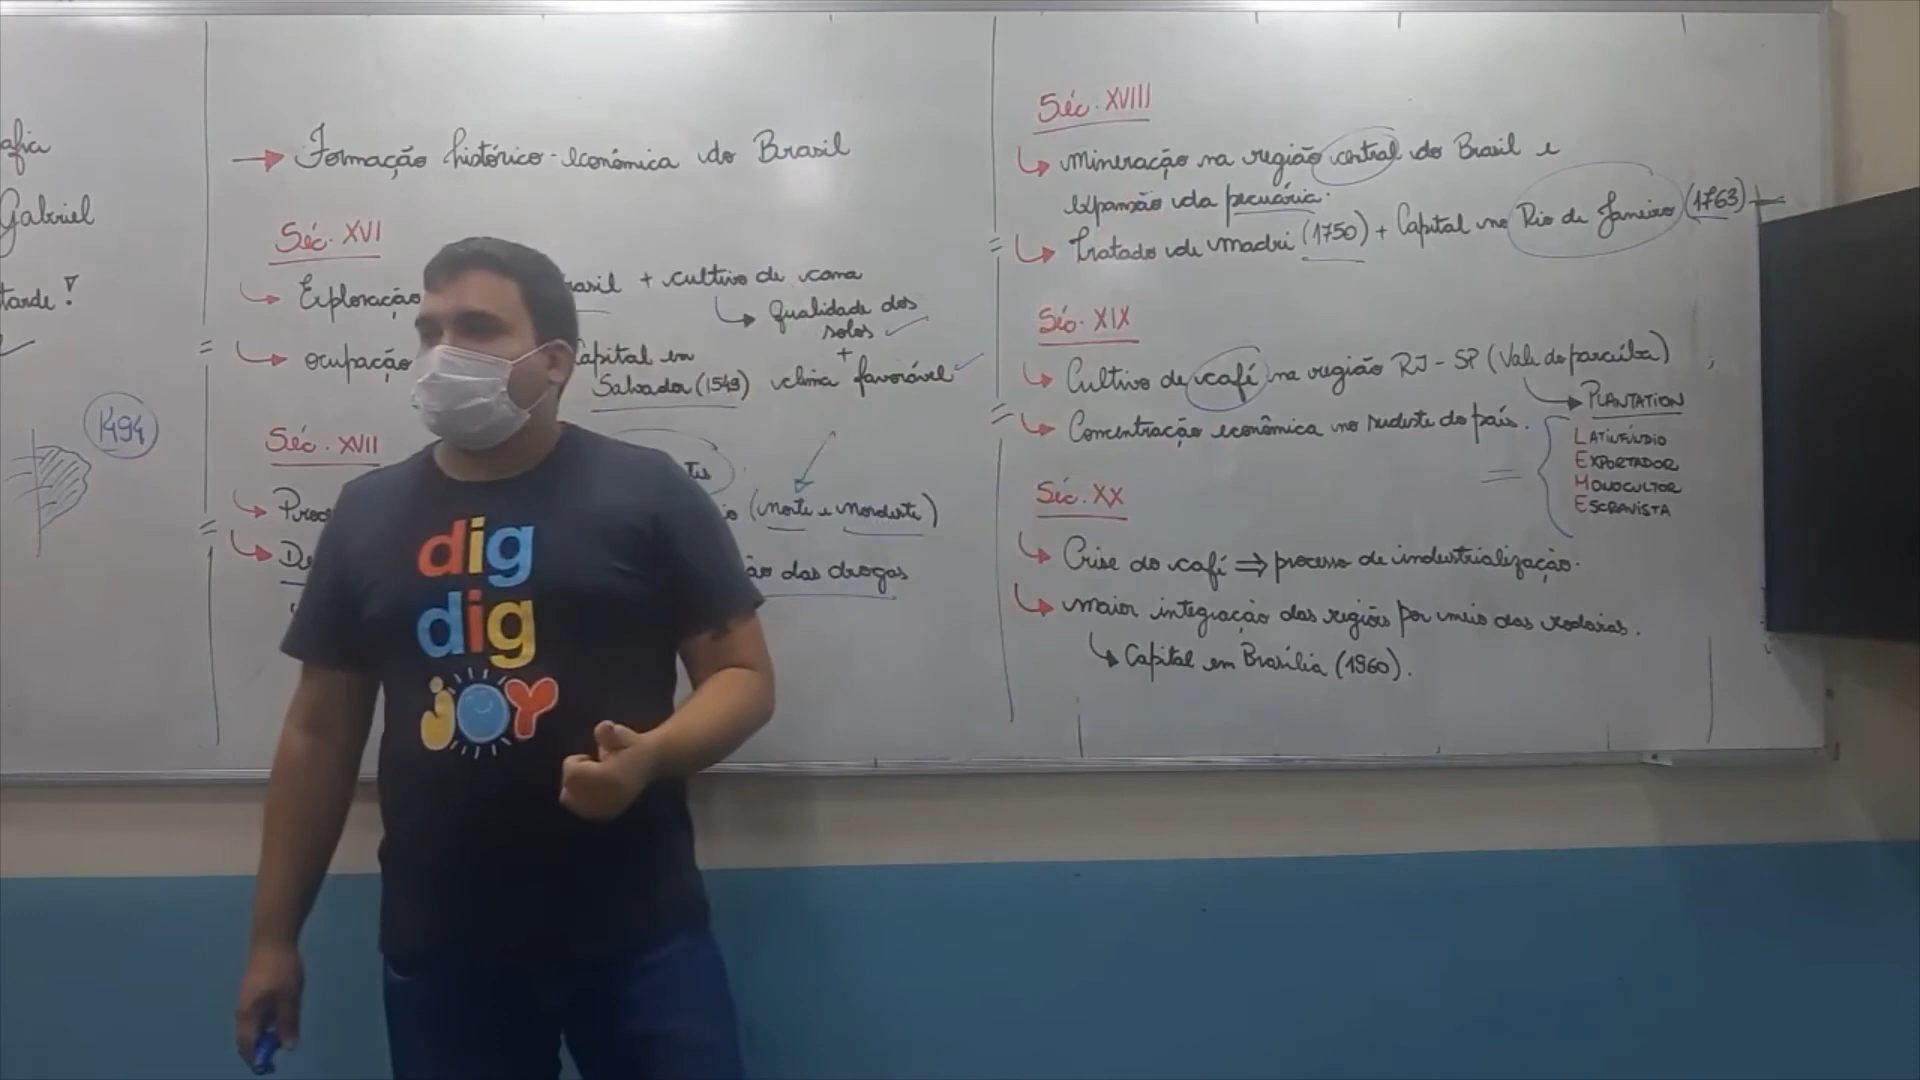 Gabriel
tarde!
1494
→ Formação histórico-econômica do Brasil
Séc. XVI
Exploração + cultivo de cana
Qualidade dos
solos
+
clima favorável
ocupação Capital em
Salvador (1549)
Séc. XVII
(norte e nordeste)
das drogas
Séc. XVIII
mineração na região central do Brasil e
expansão da pecuária.
Tratado de Madri (1750) + Capital no Rio de Janeiro (1763)
Séc. XIX
Cultivo de café na região RJ - SP (Vale do paraíba)
PLANTATION
Concentração econômica no sudeste do país.
LATIFÚNDIO
EXPORTADOR
MONOCULTOR
ESCRAVISTA
Séc. XX
Crise do café ⇒ processo de industrialização.
maior integração das regiões por meio das rodovias.
Capital em Brasília (1960).
dig
dig
JOY